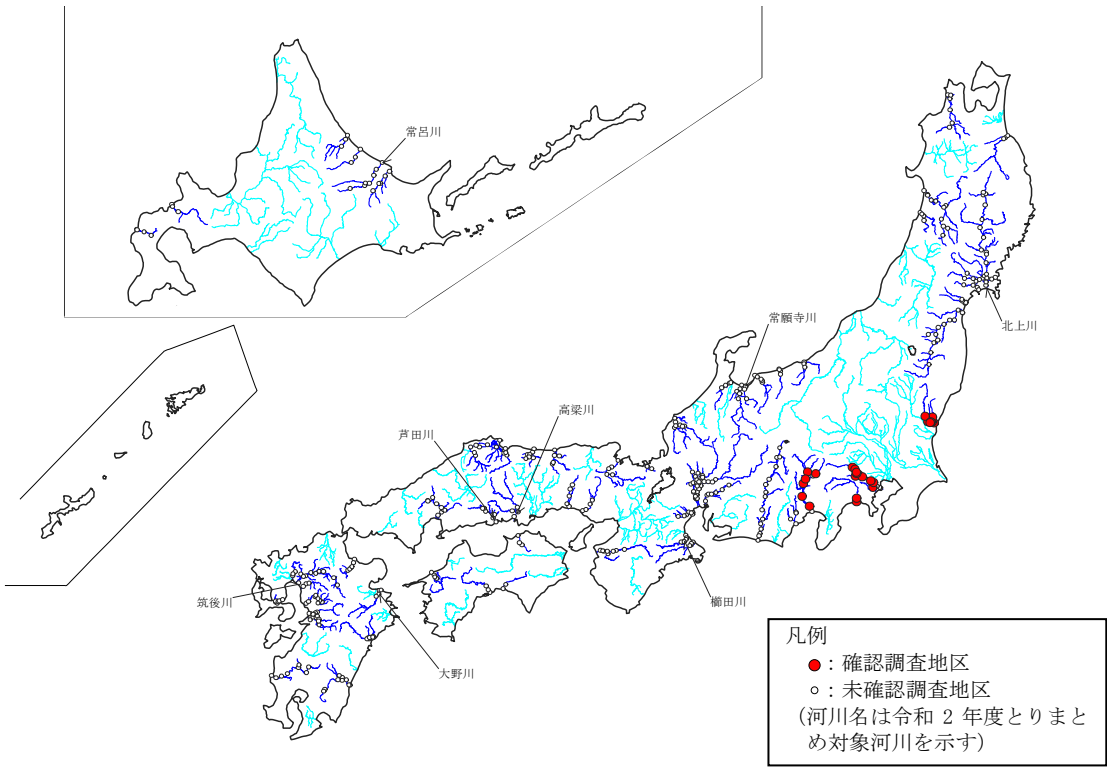 常呂川
北上川
常願寺川
高梁川
芦田川
筑後川
櫛田川
大野川
凡例
：確認調査地区
：未確認調査地区
（河川名は令和 2 年度とりまと
め対象河川を示す）